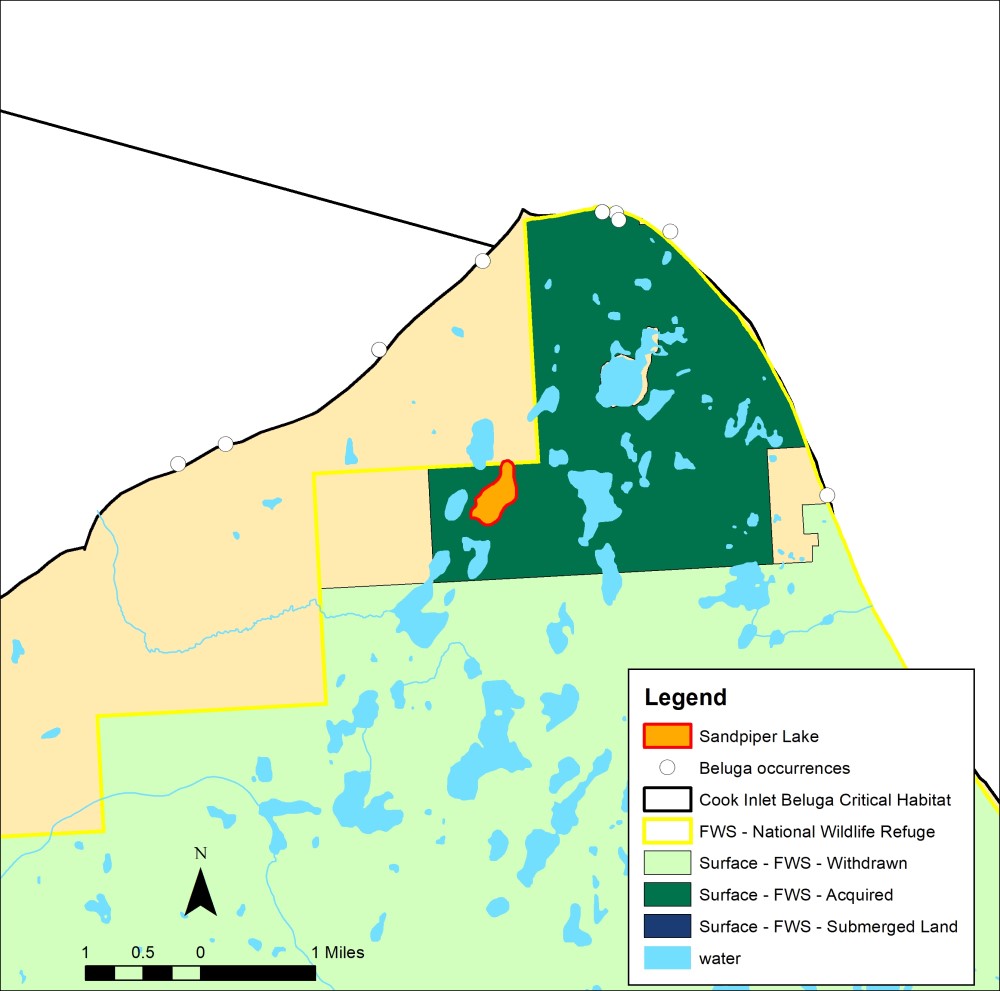 Legend
Sandpiper Lake
Beluga occurrences
Cook Inlet Beluga Critical Habitat
FWS - National Wildlife Refuge
Surface - FWS - Withdrawn
Surface - FWS - Acquired
Surface - FWS - Submerged Land
water
N
1 0.5 0 1 Miles